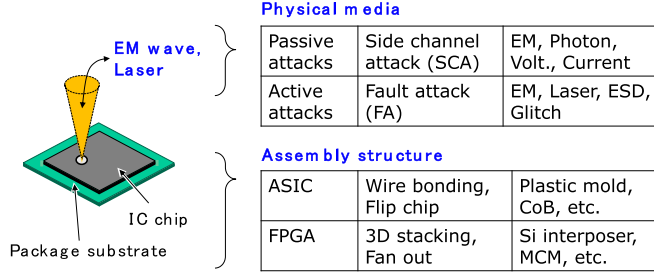 Physical media
EM wave,
Laser
Passive attacks
Side channel attack (SCA)
EM, Photon, Volt., Current
Active attacks
Fault attack (FA)
EM, Laser, ESD, Glitch
Assembly structure
ASIC
Wire bonding, Flip chip
Plastic mold, CoB, etc.
FPGA
3D stacking, Fan out
Si interposer, MCM, etc.
IC chip
Package substrate